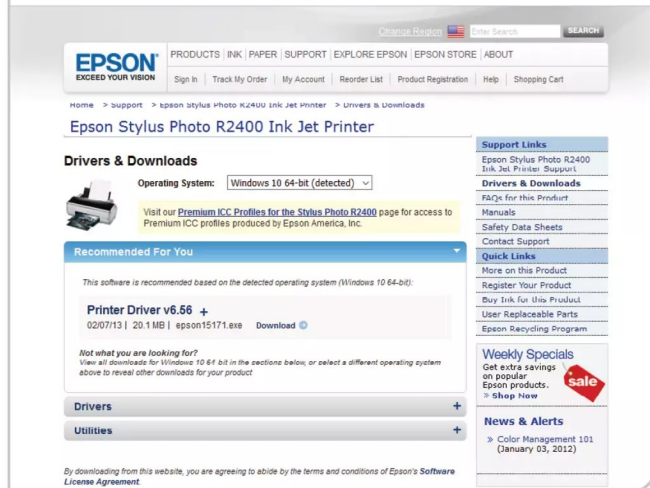 Change Region Enter Search SEARCH
EPSON
EXCEED YOUR VISION
PRODUCTS | INK | PAPER | SUPPORT | EXPLORE EPSON | EPSON STORE | ABOUT
Sign In | Track My Order | My Account | Reorder List | Product Registration | Help | Shopping Cart
Home > Support > Epson Stylus Photo R2400 Ink Jet Printer > Drivers & Downloads
Epson Stylus Photo R2400 Ink Jet Printer
Drivers & Downloads
Operating System: Windows 10 64-bit (detected)
Visit our Premium ICC Profiles for the Stylus Photo R2400 page for access to
Premium ICC profiles produced by Epson America, Inc.
Recommended For You
This software is recommended based on the detected operating system (Windows 10 64-bit):
Printer Driver v6.56 +
02/07/13 | 20.1 MB | epson15171.exe Download
Not what you are looking for?
View all downloads for Windows 10 64 bit in the sections below, or select a different operating system
above to reveal other downloads for your product
Drivers +
Utilities +
By downloading from this website, you are agreeing to abide by the terms and conditions of Epson's Software
License Agreement.
Support Links
Epson Stylus Photo R2400
Ink Jet Printer Support
Drivers & Downloads
FAQs for this Product
Manuals
Safety Data Sheets
Contact Support
Quick Links
More on this Product
Register Your Product
Buy Ink for this Product
User Replaceable Parts
Epson Recycling Program
Weekly Specials
Get extra savings
on popular
Epson products.
» Shop Now
sale
News & Alerts
» Color Management 101
(January 03, 2012)